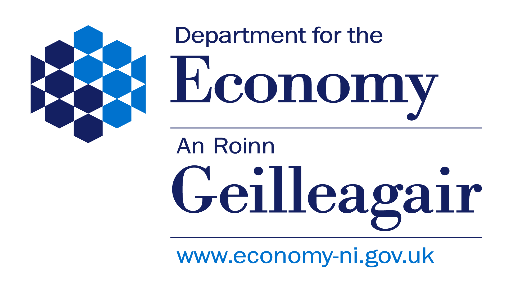 Department for the
Economy
An Roinn
Geilleagair
www.economy-ni.gov.uk